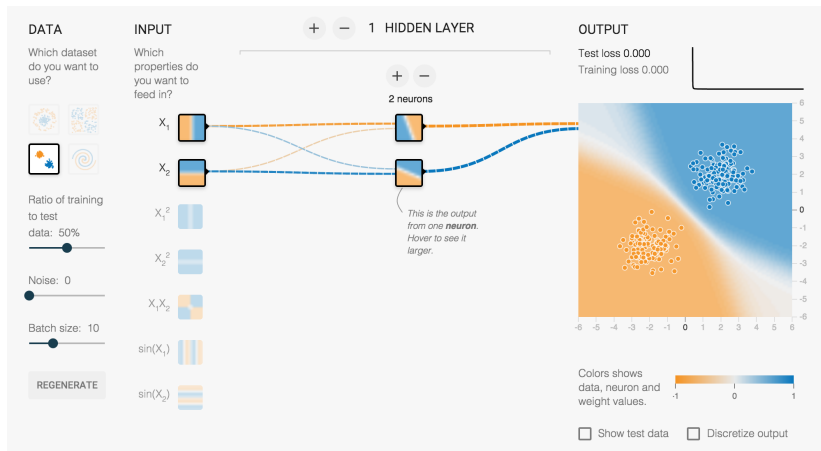 DATA
Which dataset
do you want to
use?
Ratio of training
to test
data: 50%
Noise: 0
Batch size: 10
REGENERATE
INPUT
Which
properties do
you want to
feed in?
X₁
X₂
X₁²
X₂²
X₁X₂
sin(X₁)
sin(X₂)
+ − 1 HIDDEN LAYER
+ −
2 neurons
This is the output
from one neuron.
Hover to see it
larger.
OUTPUT
Test loss 0.000
Training loss 0.000
6
5
4
3
2
1
0
-1
-2
-3
-4
-5
-6
-6 -5 -4 -3 -2 -1 0 1 2 3 4 5 6
Colors shows
data, neuron and
weight values.
-1 0 1
Show test data Discretize output